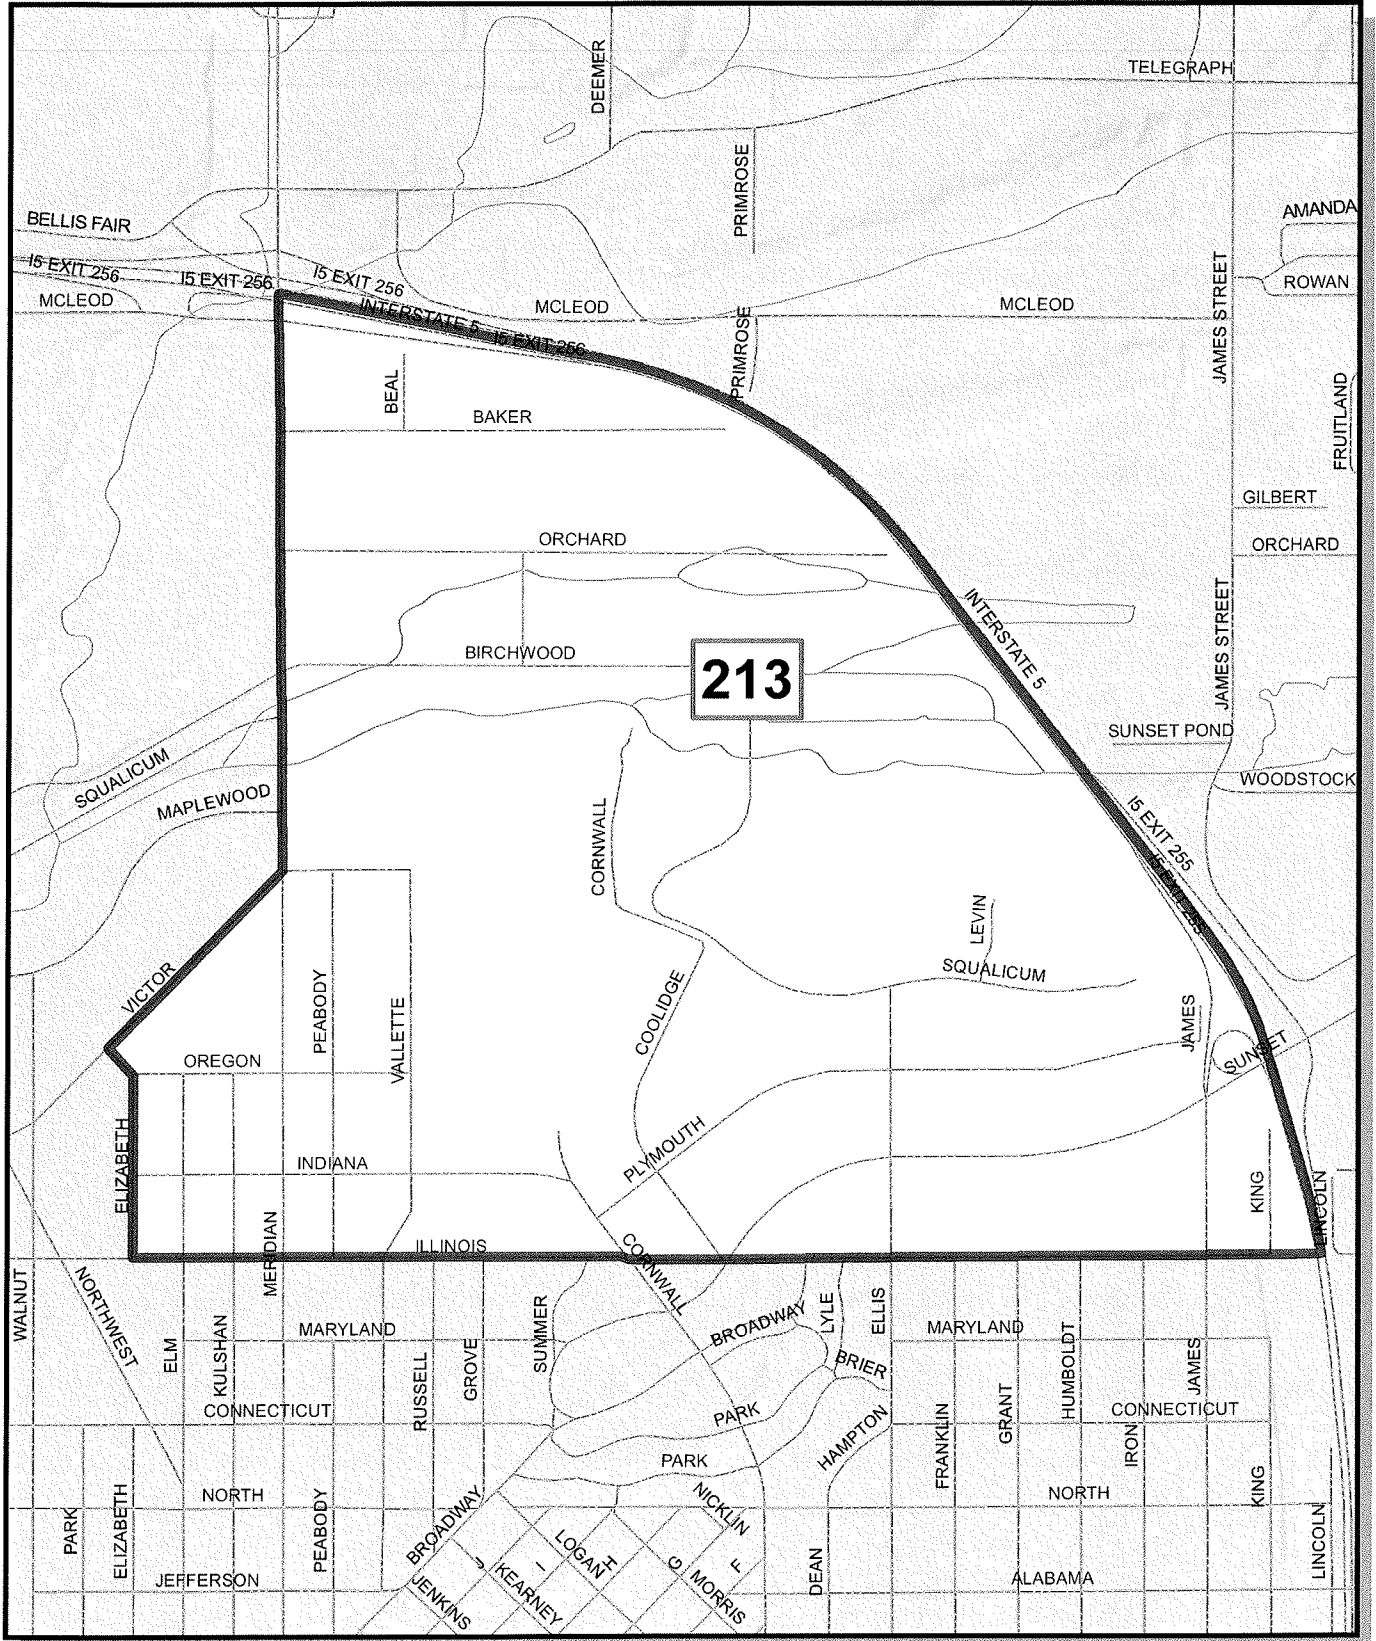 DEEMER
TELEGRAPH
PRIMROSE
BELLIS FAIR
AMANDA
I5 EXIT 256
I5 EXIT 256
I5 EXIT 256
JAMES STREET
ROWAN
MCLEOD
INTERSTATE 5
MCLEOD
MCLEOD
I5 EXIT 256
PRIMROSE
BEAL
BAKER
FRUITLAND
GILBERT
ORCHARD
ORCHARD
INTERSTATE 5
JAMES STREET
BIRCHWOOD
213
SUNSET POND
SQUALICUM
MAPLEWOOD
WOODSTOCK
CORNWALL
I5 EXIT 255
I5 EXIT 255
LEVIN
SQUALICUM
VICTOR
PEABODY
VALLETTE
COOLIDGE
JAMES
OREGON
SUNSET
ELIZABETH
INDIANA
PLYMOUTH
KING
LINCOLN
MERIDIAN
ILLINOIS
CORNWALL
WALNUT
NORTHWEST
ELM
KULSHAN
MARYLAND
RUSSELL
GROVE
SUMMER
BROADWAY
LYLE
ELLIS
MARYLAND
HUMBOLDT
JAMES
BRIER
CONNECTICUT
PARK
HAMPTON
FRANKLIN
GRANT
CONNECTICUT
IRON
PARK
PARK
ELIZABETH
NORTH
PEABODY
BROADWAY
NICKLIN
NORTH
KING
LINCOLN
JEFFERSON
JENKINS
J
KEARNEY
I
LOGAN
H
G
MORRIS
F
DEAN
ALABAMA